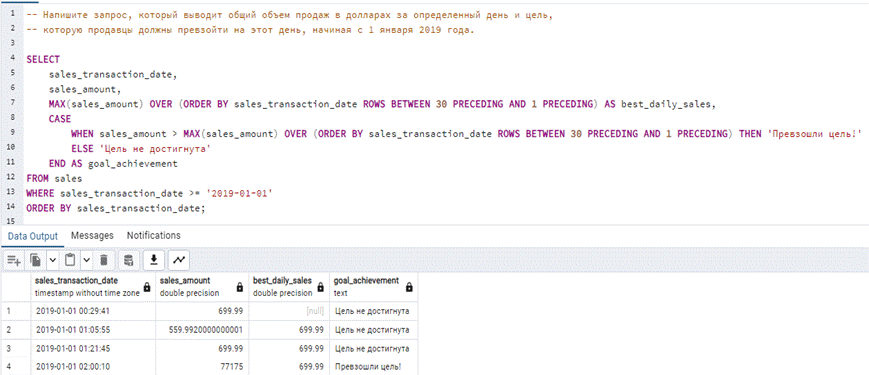 1 -- Напишите запрос, который выводит общий объем продаж в долларах за определенный день и цель,
2 -- которую продавцы должны превзойти на этот день, начиная с 1 января 2019 года.
3
4 SELECT
5 sales_transaction_date,
6 sales_amount,
7 MAX(sales_amount) OVER (ORDER BY sales_transaction_date ROWS BETWEEN 30 PRECEDING AND 1 PRECEDING) AS best_daily_sales,
8 CASE
9 WHEN sales_amount > MAX(sales_amount) OVER (ORDER BY sales_transaction_date ROWS BETWEEN 30 PRECEDING AND 1 PRECEDING) THEN 'Превзошли цель!'
10 ELSE 'Цель не достигнута'
11 END AS goal_achievement
12 FROM sales
13 WHERE sales_transaction_date >= '2019-01-01'
14 ORDER BY sales_transaction_date;
15
Data Output Messages Notifications
sales_transaction_date sales_amount best_daily_sales goal_achievement
timestamp without time zone double precision double precision text
1 2019-01-01 00:29:41 699.99 [null] Цель не достигнута
2 2019-01-01 01:05:55 559.9920000000001 699.99 Цель не достигнута
3 2019-01-01 01:21:45 699.99 699.99 Цель не достигнута
4 2019-01-01 02:00:10 77175 699.99 Превзошли цель!